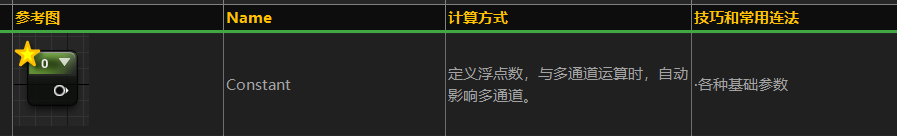 参考图 Name 计算方式 技巧和常用连法
0
Constant
定义浮点数，与多通道运算时，自动
影响多通道。
·各种基础参数